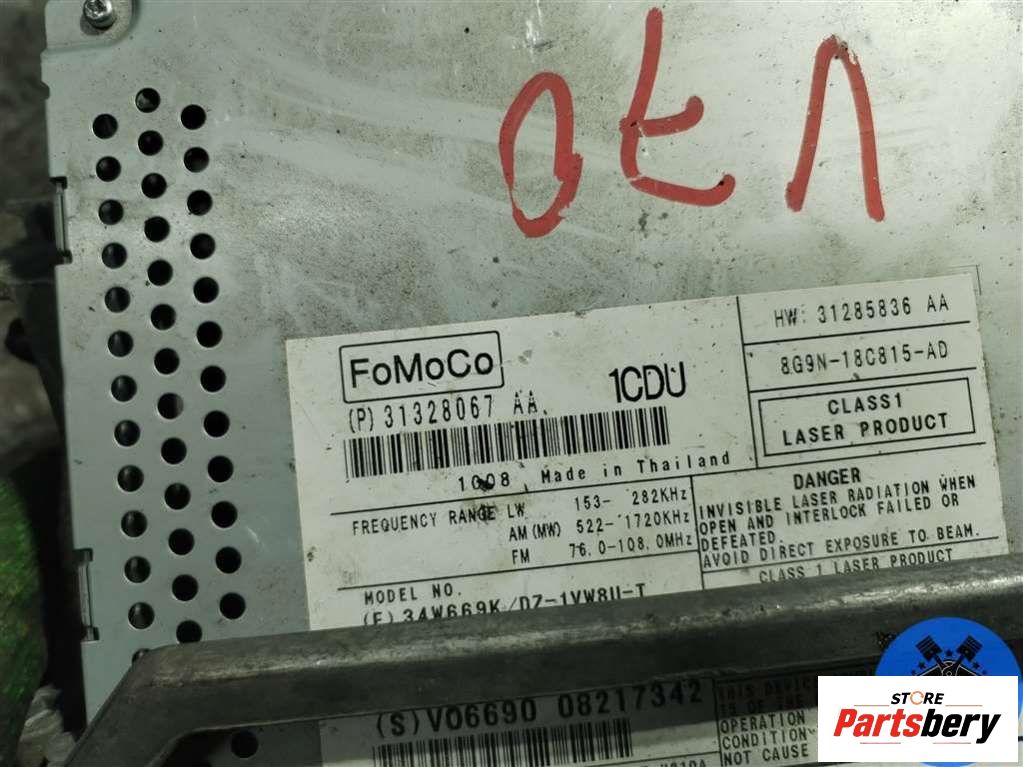 V70
FoMoCo
1CDU
(P) 31328067 AA
1008 Made in Thailand
FREQUENCY RANGE LW 153- 282KHz
AM (MW) 522- 1720KHz
FM 76.0-108.0MHz
MODEL NO.
HW: 31285836 AA
8G9N-18C815-AD
CLASS1
LASER PRODUCT
DANGER
INVISIBLE LASER RADIATION WHEN
OPEN AND INTERLOCK FAILED OR
DEFEATED.
AVOID DIRECT EXPOSURE TO BEAM.
CLASS 1 LASER PRODUCT
(S) V06690 08217342
OPERATION
CONDITION
NOT CAUSE
STORE
Partsbery